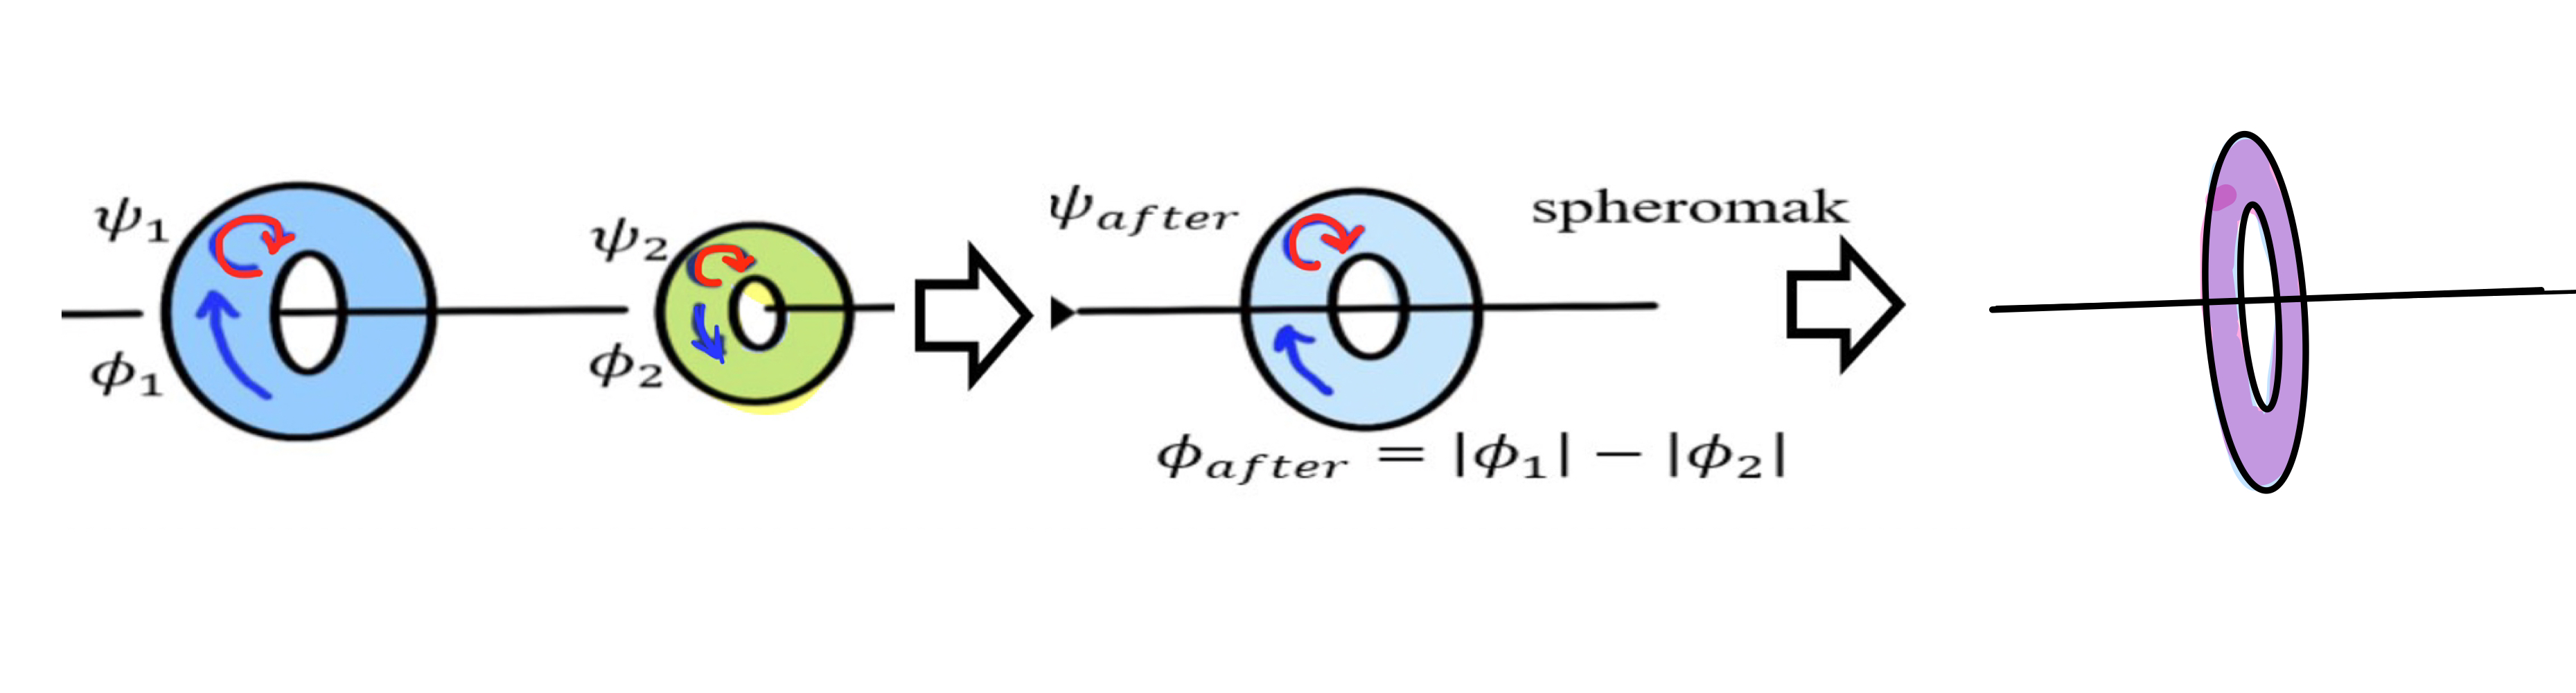 ψ₁
ϕ₁
ψ₂
ϕ₂
ψ_after
spheromak
ϕ_after = |ϕ₁| − |ϕ₂|